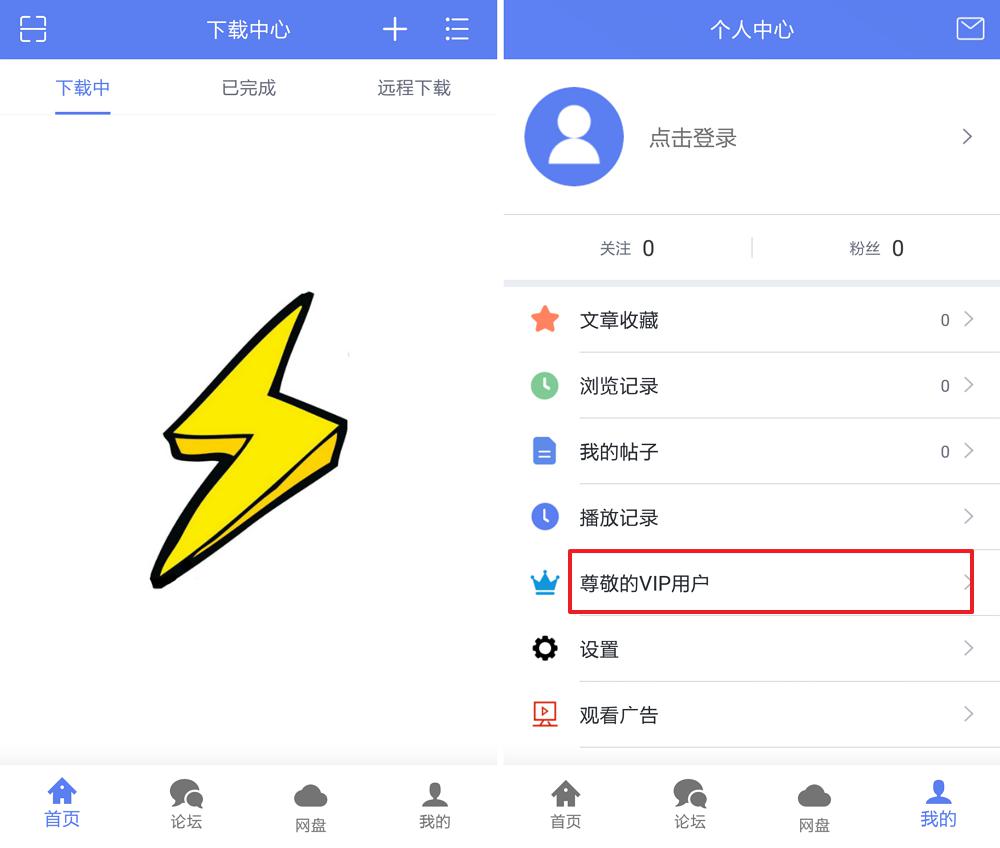 下载中心
下载中
已完成
远程下载
首页
论坛
网盘
我的
个人中心
点击登录
关注 0
粉丝 0
文章收藏 0
浏览记录 0
我的帖子 0
播放记录
尊敬的VIP用户
设置
观看广告
首页
论坛
网盘
我的